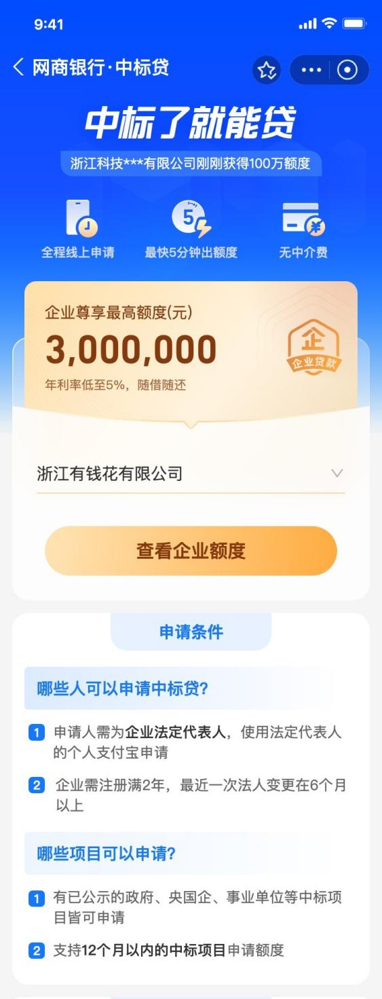 9:41
网商银行·中标贷
中标了就能贷
浙江科技***有限公司刚刚获得100万额度
5
全程线上申请 最快5分钟出额度 无中介费
企业尊享最高额度(元)
3,000,000
年利率低至5%，随借随还
企
企业贷款
浙江有钱花有限公司
查看企业额度
申请条件
哪些人可以申请中标贷？
1 申请人需为企业法定代表人，使用法定代表人
的个人支付宝申请
2 企业需注册满2年，最近一次法人变更在6个月
以上
哪些项目可以申请？
1 有已公示的政府、央国企、事业单位等中标项
目皆可申请
2 支持12个月以内的中标项目申请额度